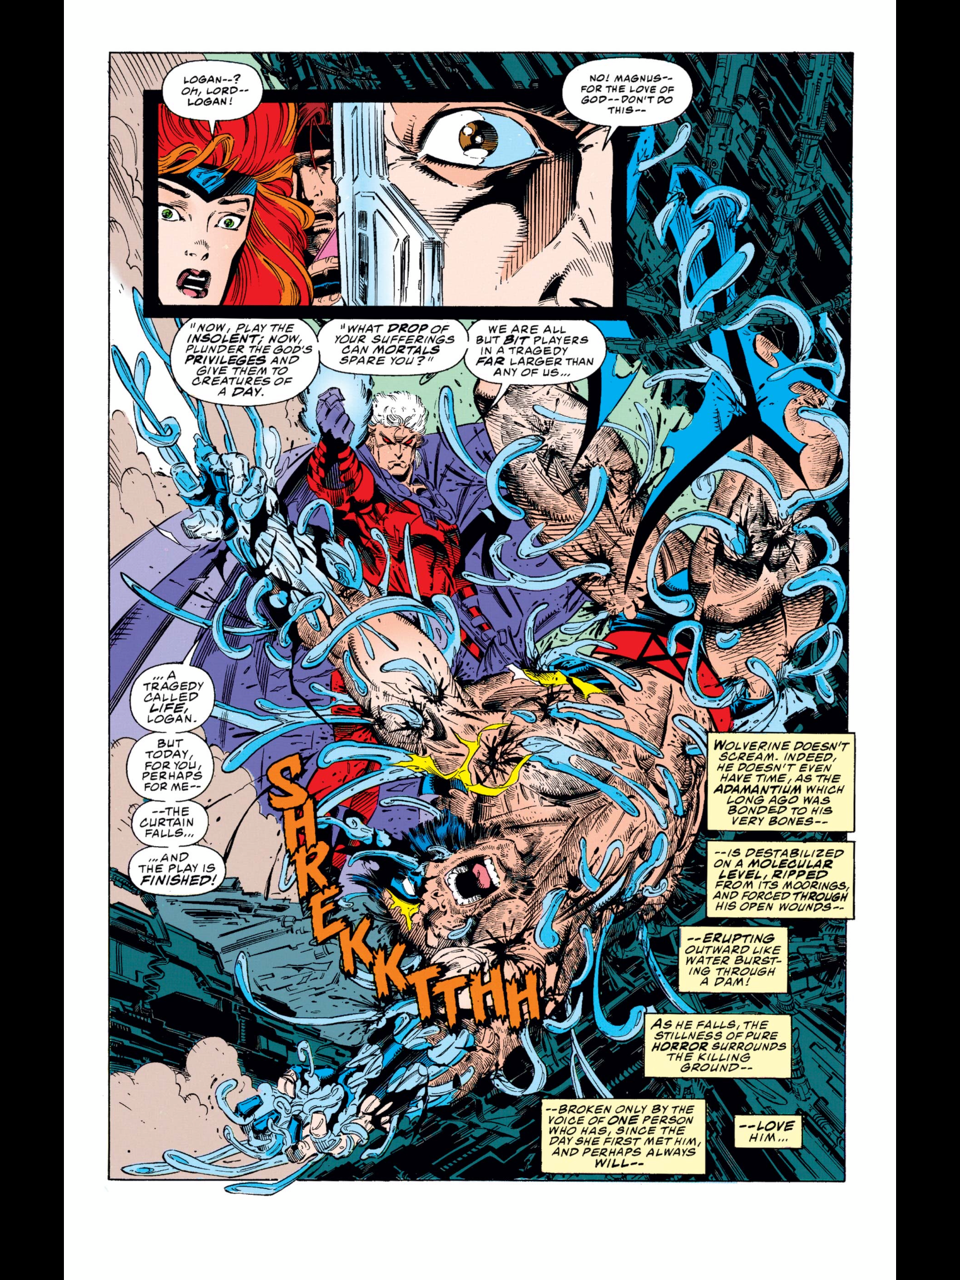 LOGAN--?
OH, LORD--
LOGAN!
NO! MAGNUS--
FOR THE LOVE OF
GOD--DON'T DO
THIS--
"NOW, PLAY THE
INSOLENT; NOW,
PLUNDER THE GOD'S
PRIVILEGES AND
GIVE THEM TO
CREATURES OF
A DAY.
"WHAT DROP OF
YOUR SUFFERINGS
CAN MORTALS
SPARE YOU?"
WE ARE ALL
BUT BIT PLAYERS
IN A TRAGEDY
FAR LARGER THAN
ANY OF US...
...A
TRAGEDY
CALLED
LIFE,
LOGAN.
BUT
TODAY,
FOR YOU,
PERHAPS
FOR ME--
--THE
CURTAIN
FALLS...
...AND
THE PLAY IS
FINISHED!
SHREKKTTHH
WOLVERINE DOESN'T
SCREAM. INDEED,
HE DOESN'T EVEN
HAVE TIME, AS THE
ADAMANTIUM WHICH
LONG AGO WAS
BONDED TO HIS
VERY BONES--
--IS DESTABILIZED
ON A MOLECULAR
LEVEL, RIPPED
FROM ITS MOORINGS,
AND FORCED THROUGH
HIS OPEN WOUNDS--
--ERUPTING
OUTWARD LIKE
WATER BURST-
ING THROUGH
A DAM!
AS HE FALLS, THE
STILLNESS OF PURE
HORROR SURROUNDS
THE KILLING
GROUND--
--BROKEN ONLY BY THE
VOICE OF ONE PERSON
WHO HAS, SINCE THE
DAY SHE FIRST MET HIM,
AND PERHAPS ALWAYS
WILL--
--LOVE
HIM...